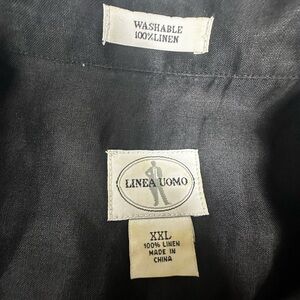 WASHABLE
100% LINEN
LINEA UOMO
XXL
100% LINEN
MADE IN
CHINA